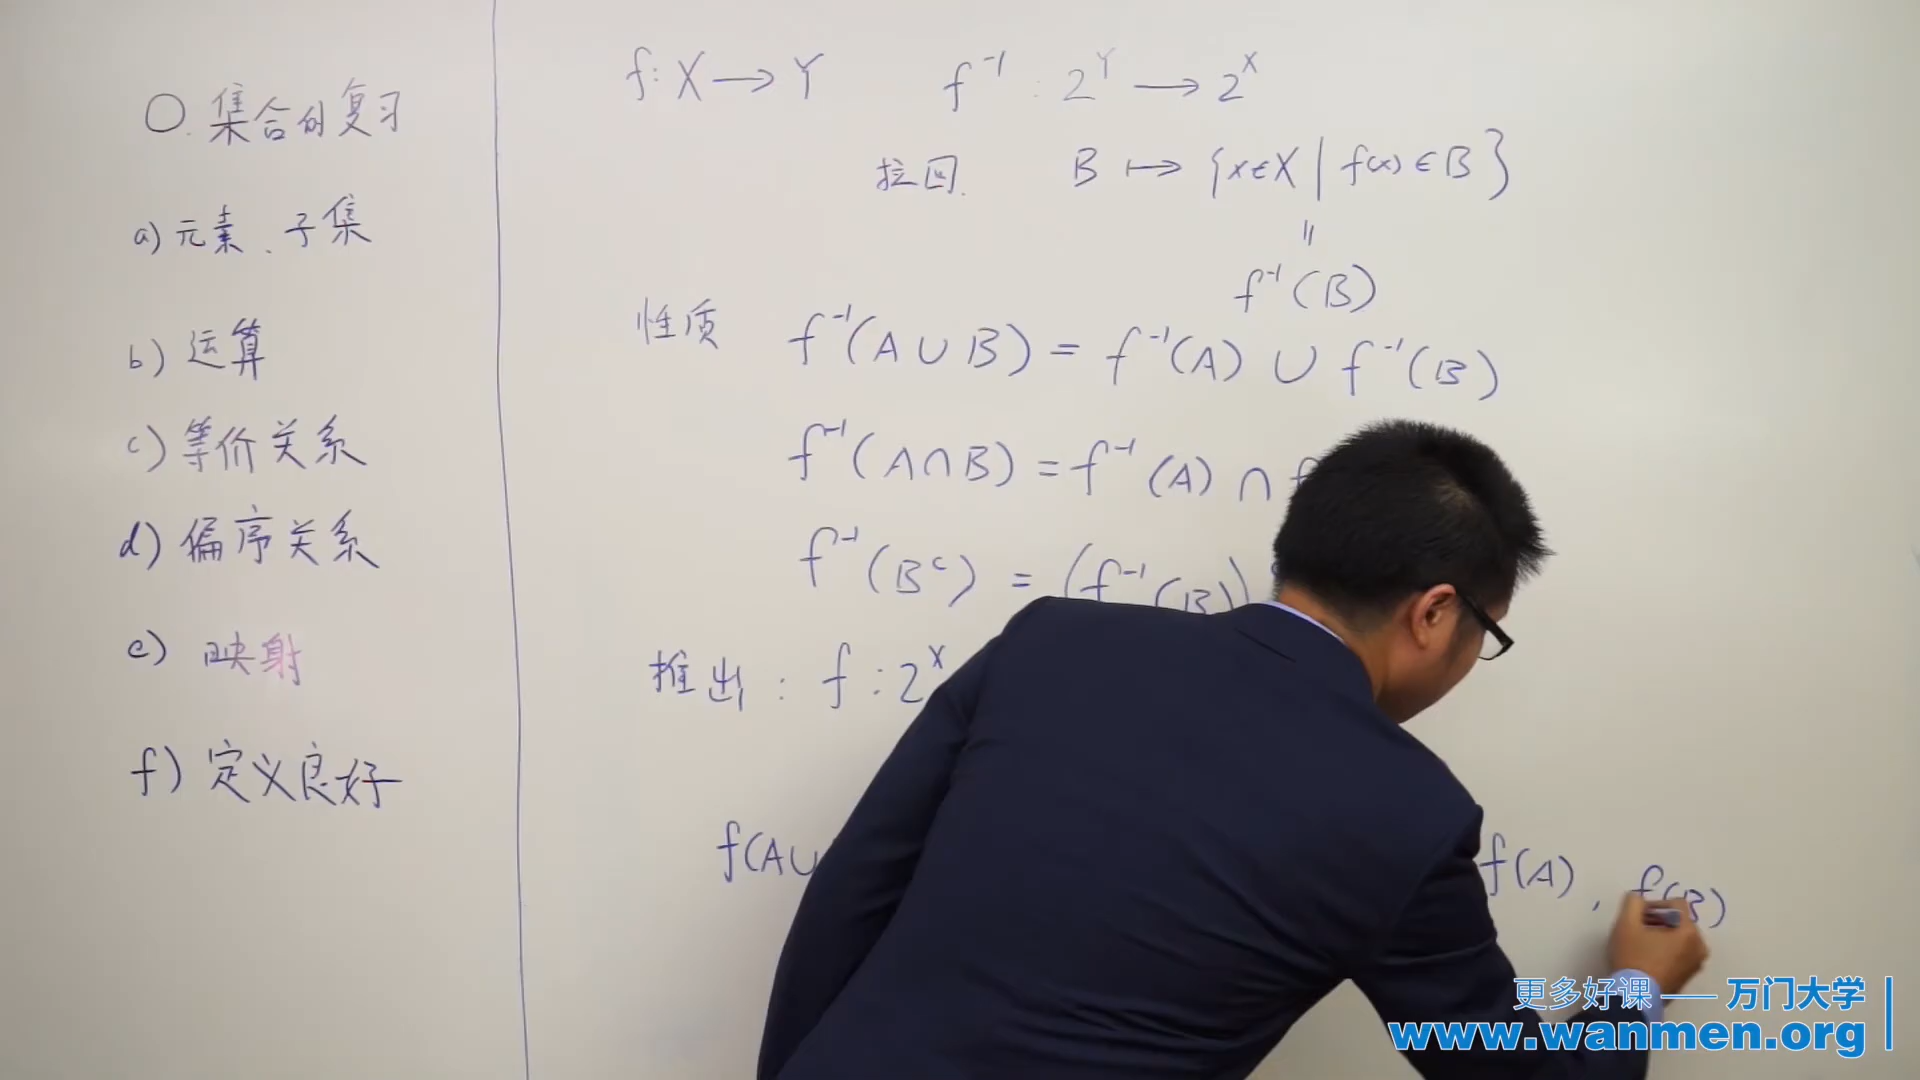 0. 集合的复习
a) 元素、子集
b) 运算
c) 等价关系
d) 偏序关系
e) 映射
f) 定义良好
f: X → Y
f⁻¹ : 2^Y → 2^X
拉回. B ↦ {x∈X | f(x)∈B}
=
f⁻¹(B)
性质 f⁻¹(A∪B) = f⁻¹(A) ∪ f⁻¹(B)
f⁻¹(A∩B) = f⁻¹(A) ∩ f
f⁻¹(B^c) = (f⁻¹(B))
推出 : f : 2^X
f(A∪
f(A), f(B)
更多好课 —— 万门大学
www.wanmen.org